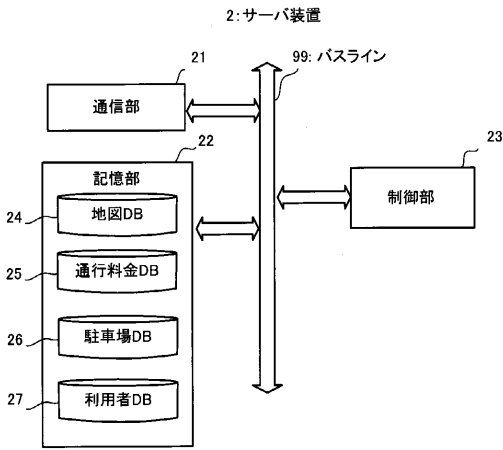 2:サーバ装置
99:バスライン
21
通信部
22
23
記憶部
制御部
24
地図DB
25
通行料金DB
26
駐車場DB
27
利用者DB